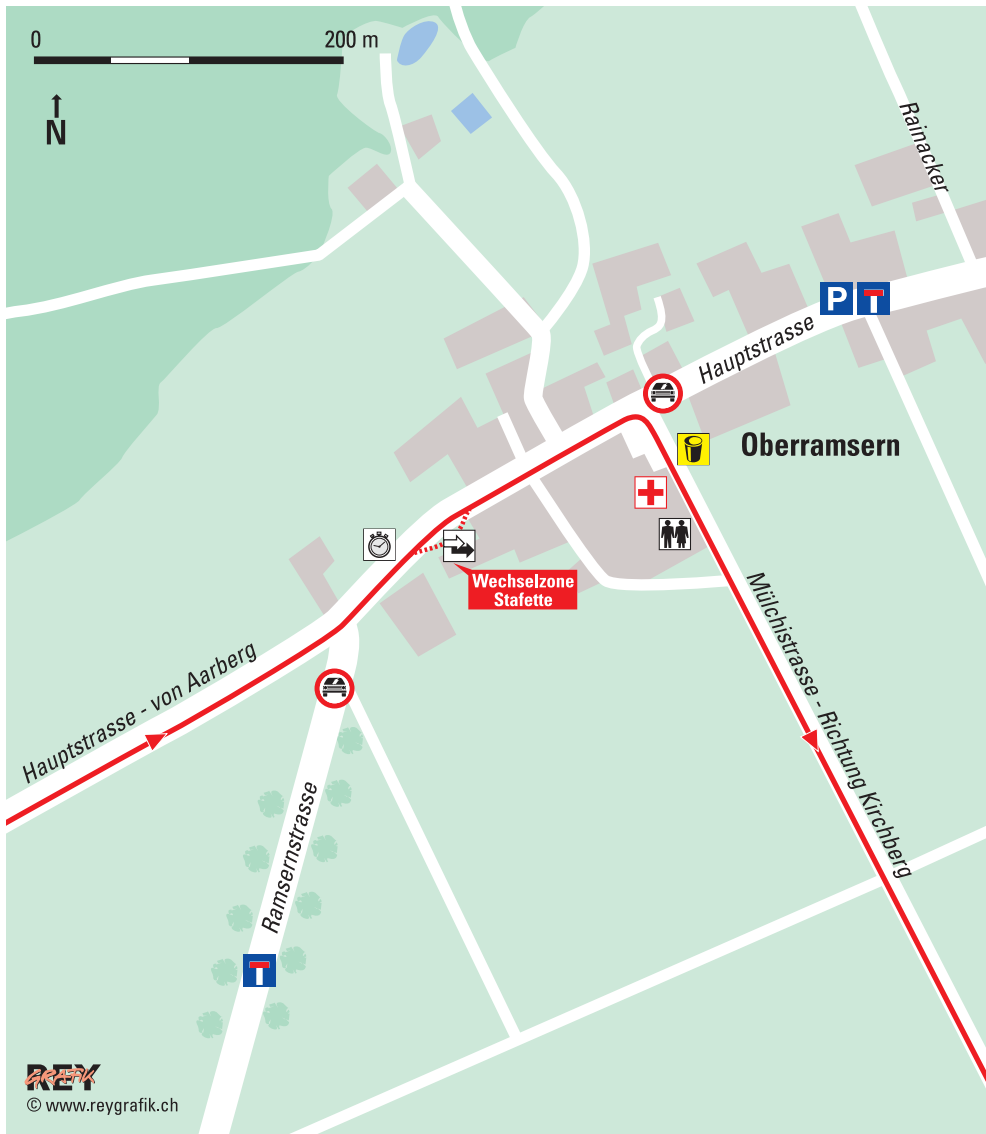 0 200 m
N
Rainacker
P
Hauptstrasse
Oberramsern
Wechselzone
Stafette
Mülchistrasse - Richtung Kirchberg
Hauptstrasse - von Aarberg
Ramsernstrasse
REY
GRAFIK
© www.reygrafik.ch